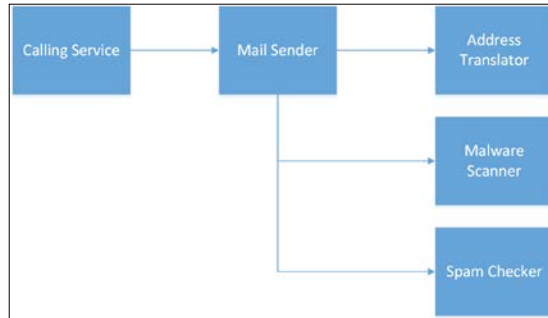 Calling Service
Mail Sender
Address
Translator
Malware
Scanner
Spam Checker